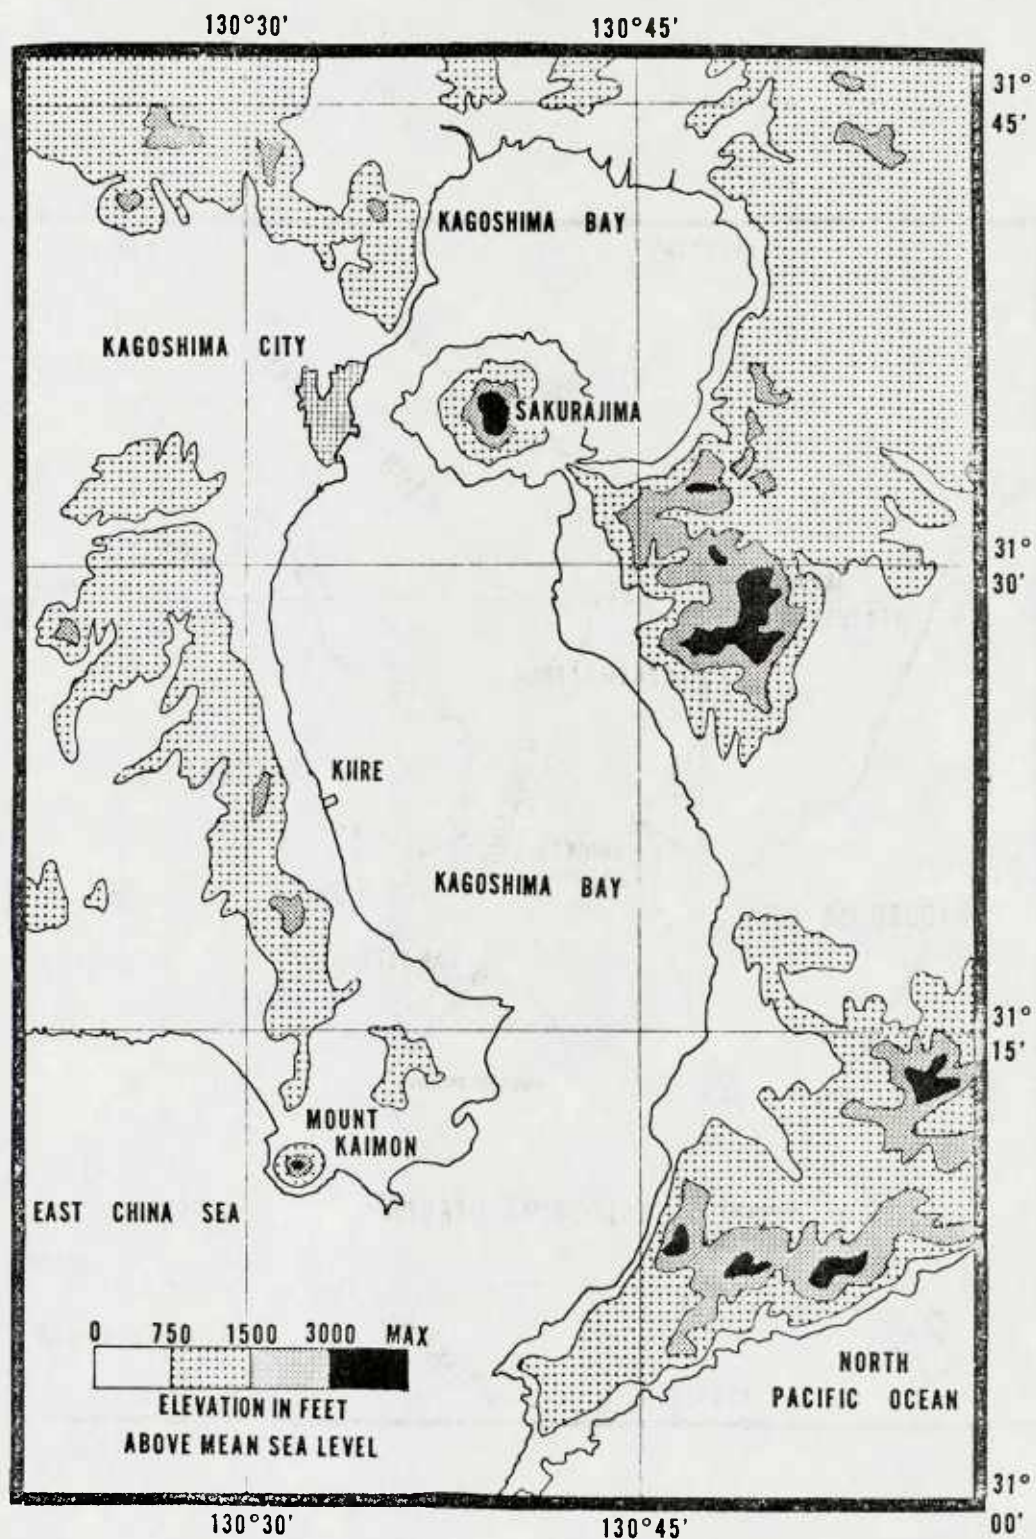 130°30'
130°45'
31°
45'
KAGOSHIMA BAY
KAGOSHIMA CITY
SAKURAJIMA
31°
30'
KIIRE
KAGOSHIMA BAY
31°
15'
MOUNT
KAIMON
EAST CHINA SEA
0 750 1500 3000 MAX
ELEVATION IN FEET
ABOVE MEAN SEA LEVEL
NORTH
PACIFIC OCEAN
31°
00'
130°30'
130°45'